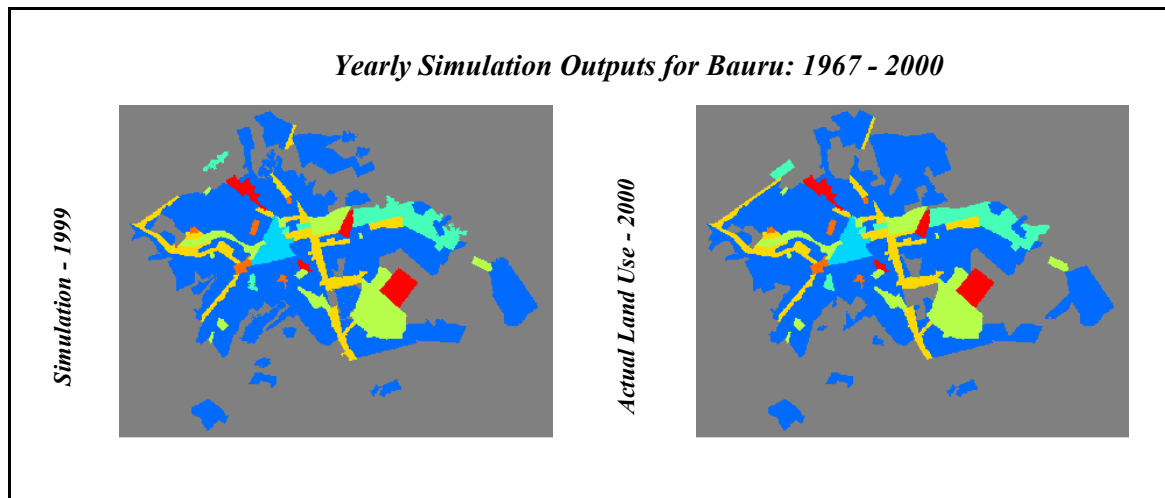 Yearly Simulation Outputs for Bauru: 1967 - 2000
Simulation - 1999
Actual Land Use - 2000